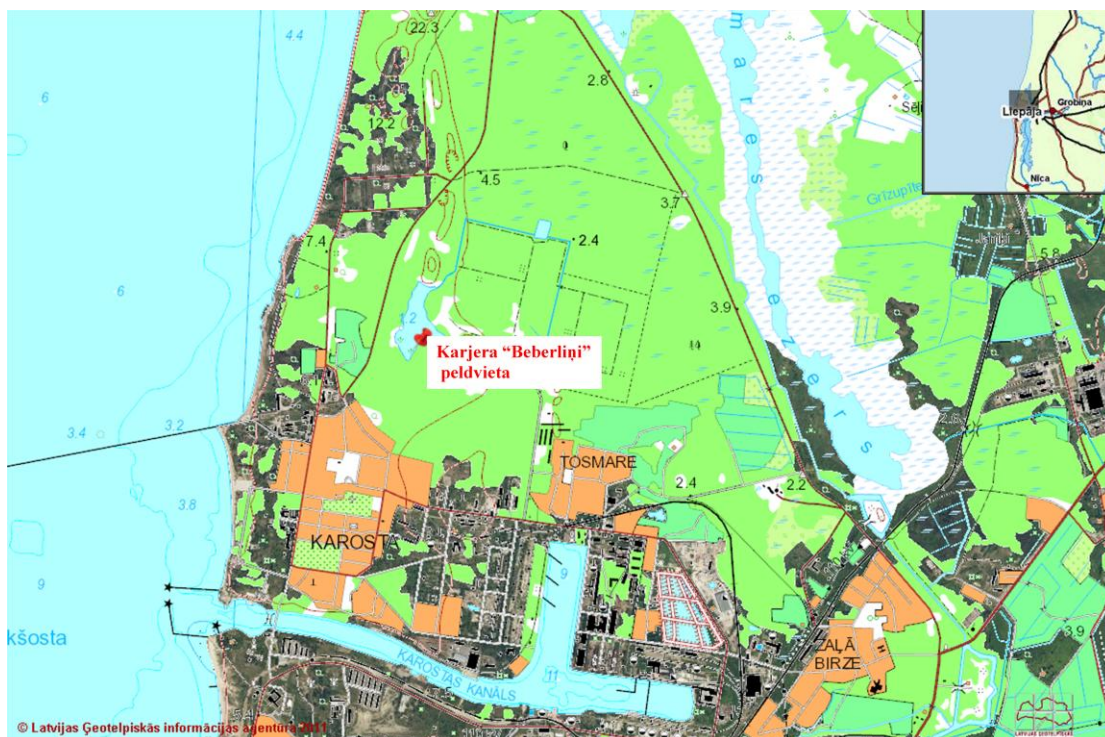 22.3
4 4
6
2.8
12.2
4.5
3.7
Grīzupīte
Grobiņa
Liepāja
Nīca
m a r e s e z e r s
7.4
2.4
5.8
6
1.2
3.9
Karjera “Beberliņi”
peldvieta
3.2
3.4
3.8
TOSMARE
2.4
2.2
KAROSTA
9
9
kšosta
KAROSTAS KANĀLS
11
ZAĻĀ
BIRZE
3.9
© Latvijas Ģeotelpiskās informācijas aģentūra 2011